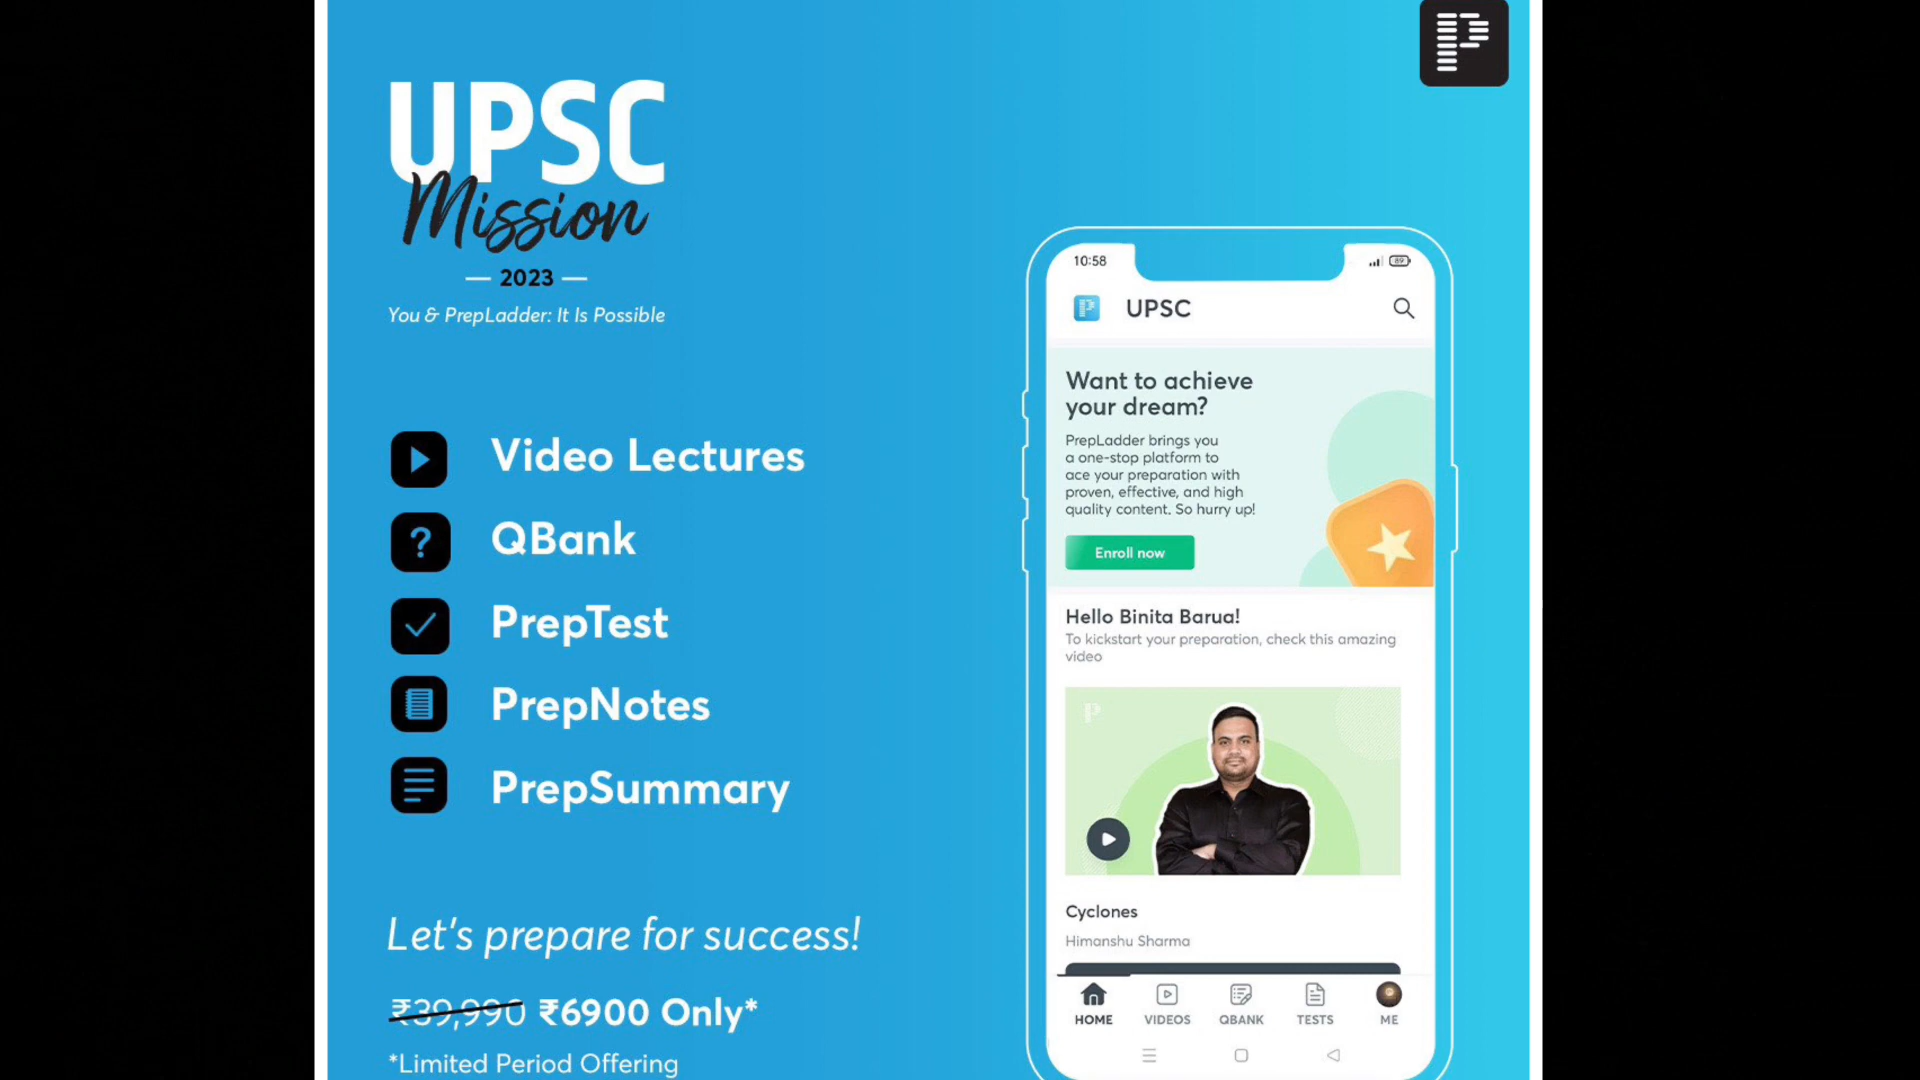 UPSC
Mission
— 2023 —
You & PrepLadder: It Is Possible
Video Lectures
QBank
PrepTest
PrepNotes
PrepSummary
Let's prepare for success!
₹39,990 ₹6900 Only*
*Limited Period Offering
P
10:58
89
UPSC
Want to achieve
your dream?
PrepLadder brings you
a one-stop platform to
ace your preparation with
proven, effective, and high
quality content. So hurry up!
Enroll now
Hello Binita Barua!
To kickstart your preparation, check this amazing
video
Cyclones
Himanshu Sharma
HOME VIDEOS QBANK TESTS ME